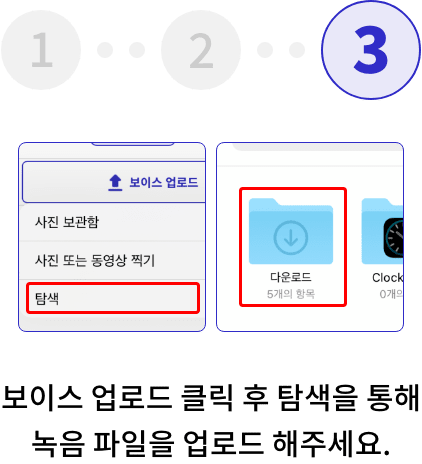 1
2
3
보이스 업로드
사진 보관함
사진 또는 동영상 찍기
탐색
다운로드
5개의 항목
Clock
0개의
보이스 업로드 클릭 후 탐색을 통해
녹음 파일을 업로드 해주세요.